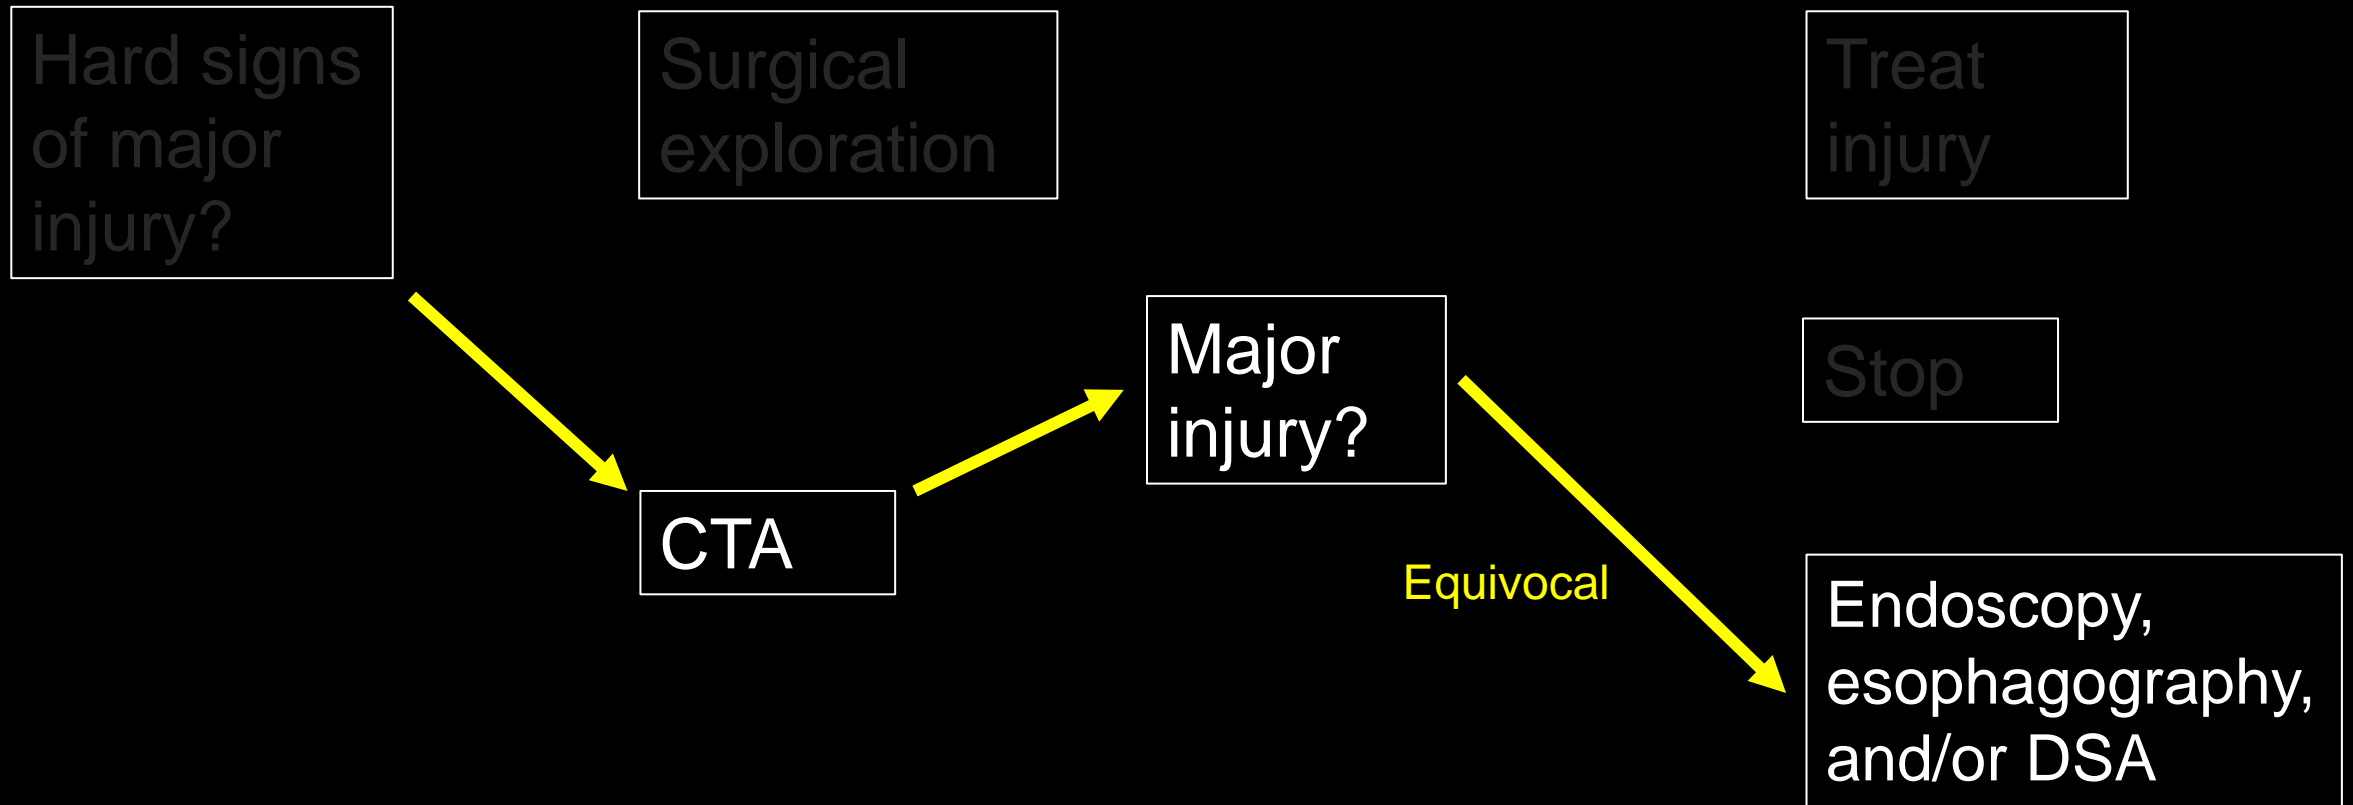 Hard signs
of major
injury?
Surgical
exploration
Treat
injury
Major
injury?
Stop
CTA
Equivocal
Endoscopy,
esophagography,
and/or DSA